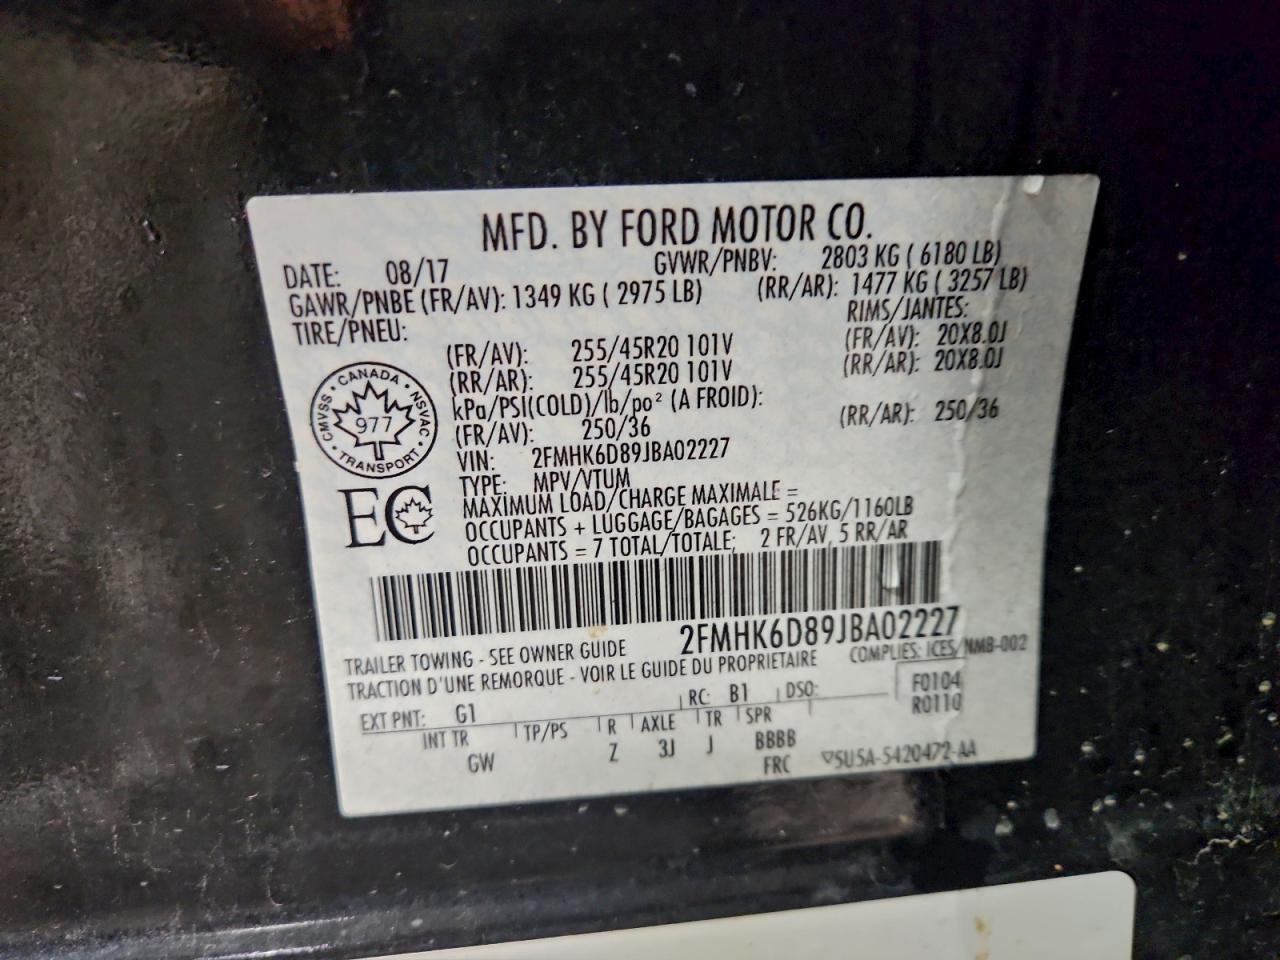 MFD. BY FORD MOTOR CO.
DATE: 08/17 GVWR/PNBV: 2803 KG ( 6180 LB)
GAWR/PNBE (FR/AV): 1349 KG ( 2975 LB) (RR/AR): 1477 KG ( 3257 LB)
TIRE/PNEU: RIMS/JANTES:
(FR/AV): 255/45R20 101V (FR/AV): 20X8.0J
(RR/AR): 255/45R20 101V (RR/AR): 20X8.0J
kPa/PSI(COLD)/lb/po² (A FROID):
(FR/AV): 250/36 (RR/AR): 250/36
VIN: 2FMHK6D89JBA02227
TYPE: MPV/VTUM
MAXIMUM LOAD/CHARGE MAXIMALE =
OCCUPANTS + LUGGAGE/BAGAGES = 526KG/1160LB
OCCUPANTS = 7 TOTAL/TOTALE; 2 FR/AV, 5 RR/AR
CANADA · NSVAC · TRANSPORT · CMVSS ·
977
EC
2FMHK6D89JBA02227
TRAILER TOWING - SEE OWNER GUIDE COMPLIES: ICES/NMB-002
TRACTION D'UNE REMORQUE - VOIR LE GUIDE DU PROPRIETAIRE
EXT PNT: G1 RC: B1 DSO: F0104
R0110
INT TR TP/PS R AXLE TR SPR
GW Z 3J J BBBB
FRC 5U5A-5420472-AA